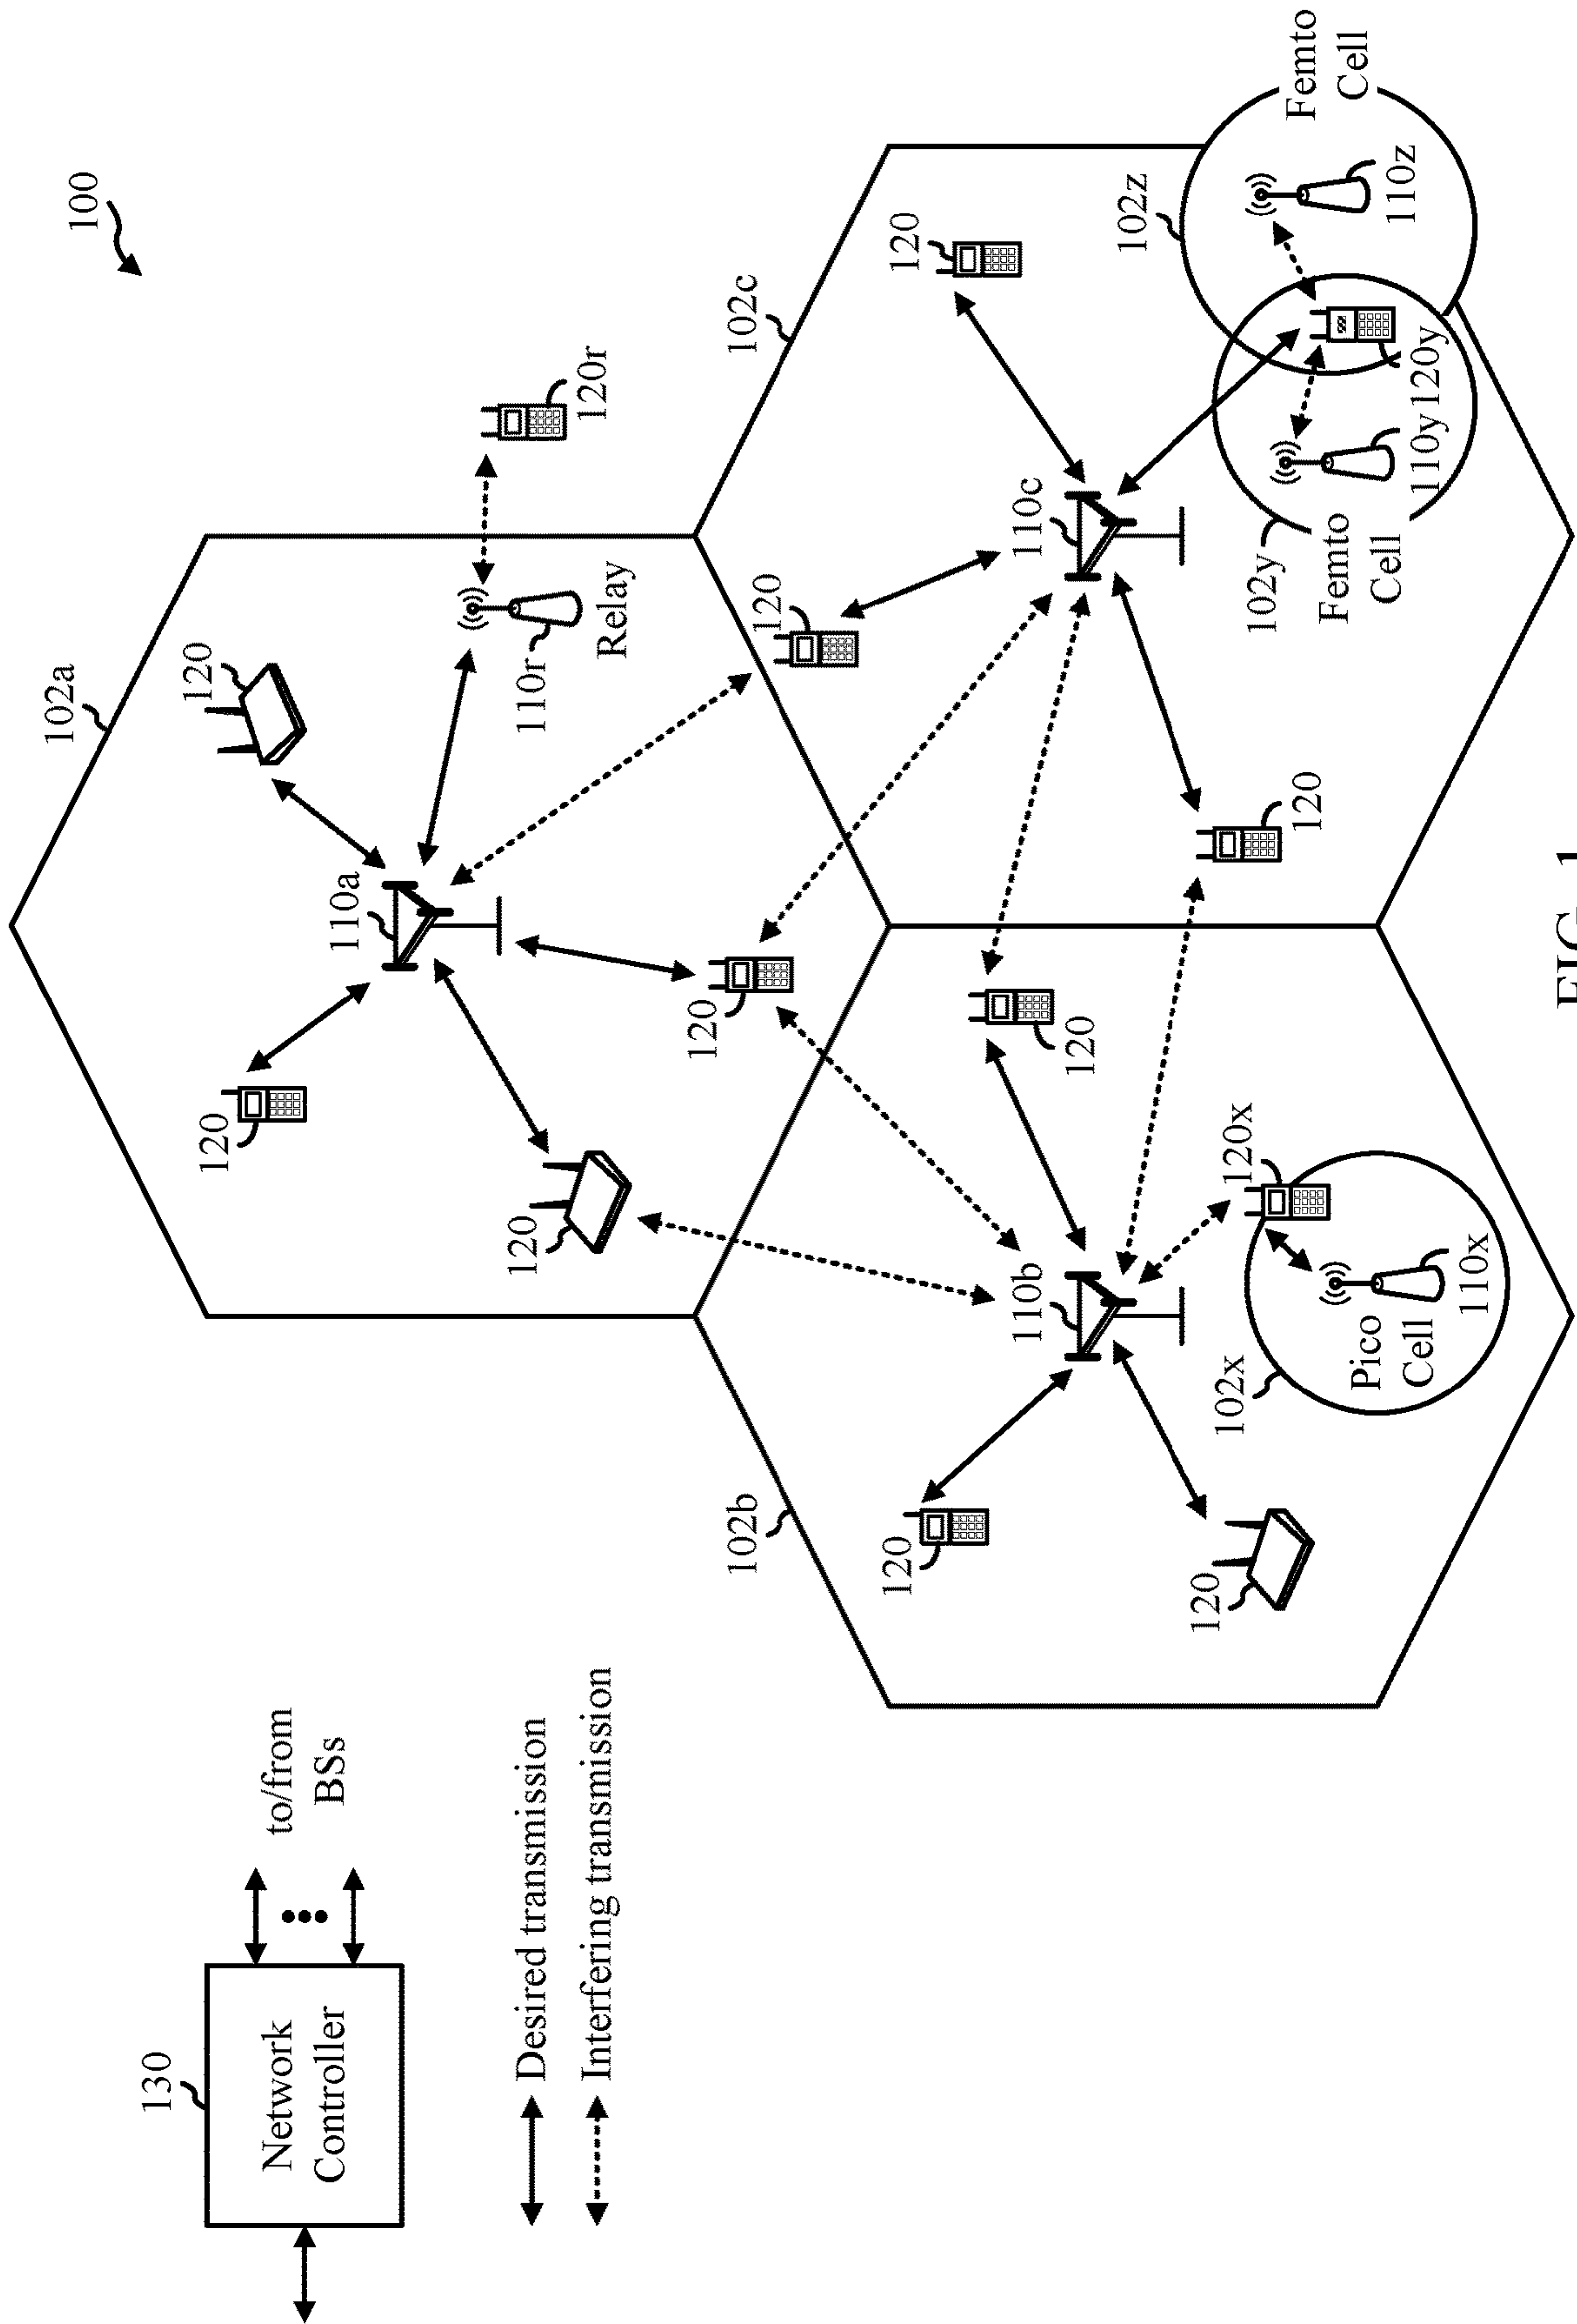 100
102a
130
120
120
Network
Controller
to/from
BSs
110a
120
110r
120r
Relay
Desired transmission
Interfering transmission
120
102b
102c
120
120
120
110b
110c
120
102z
120
120x
102x
102y
120
Femto
Cell
Pico
Cell
Femto
Cell
110z
110y
120y
110x
FIG. 1